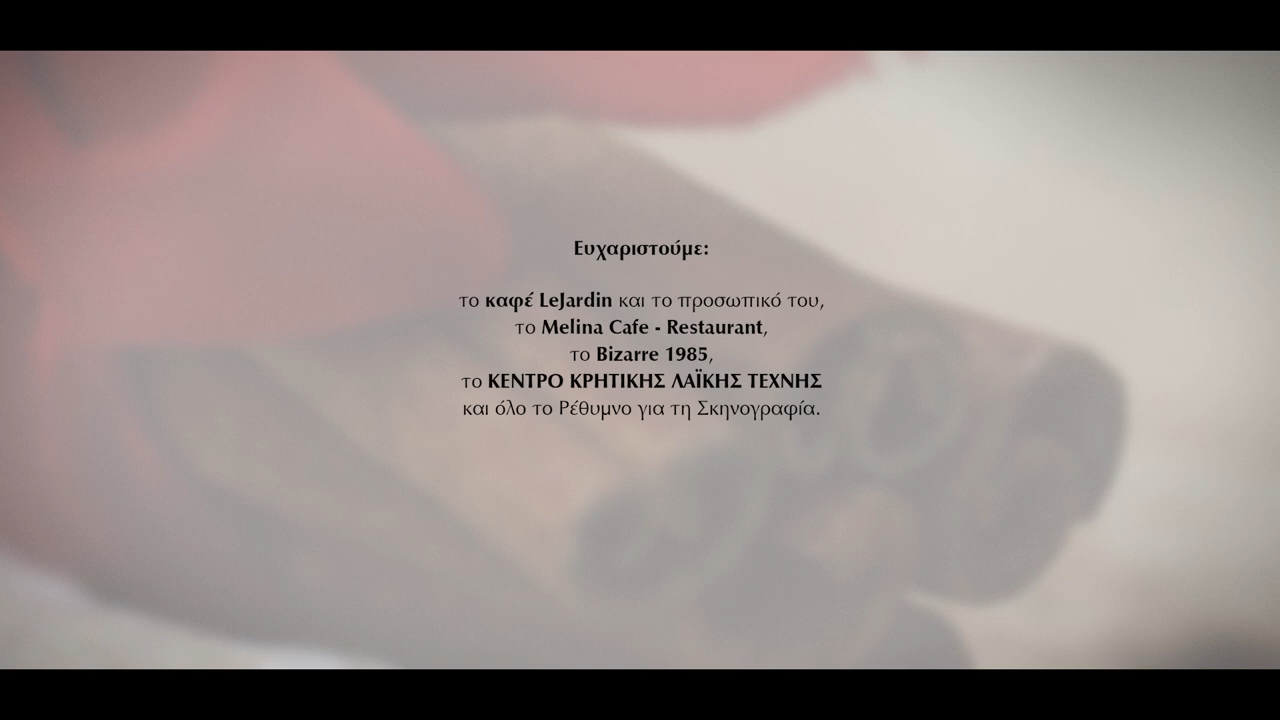 Ευχαριστούμε:
το καφέ LeJardin και το προσωπικό του,
το Melina Cafe - Restaurant,
το Bizarre 1985,
το ΚΕΝΤΡΟ ΚΡΗΤΙΚΗΣ ΛΑΪΚΗΣ ΤΕΧΝΗΣ
και όλο το Ρέθυμνο για τη Σκηνογραφία.